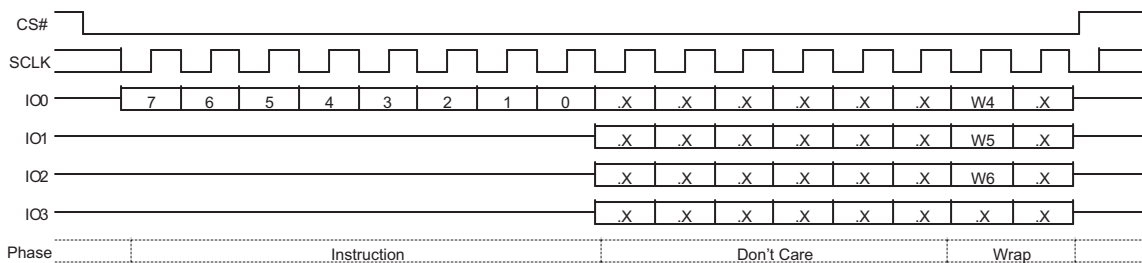 CS#
SCLK
IO0 7 6 5 4 3 2 1 0 .X .X .X .X .X .X W4 .X
IO1 .X .X .X .X .X .X W5 .X
IO2 .X .X .X .X .X .X W6 .X
IO3 .X .X .X .X .X .X .X .X
Phase Instruction Don't Care Wrap